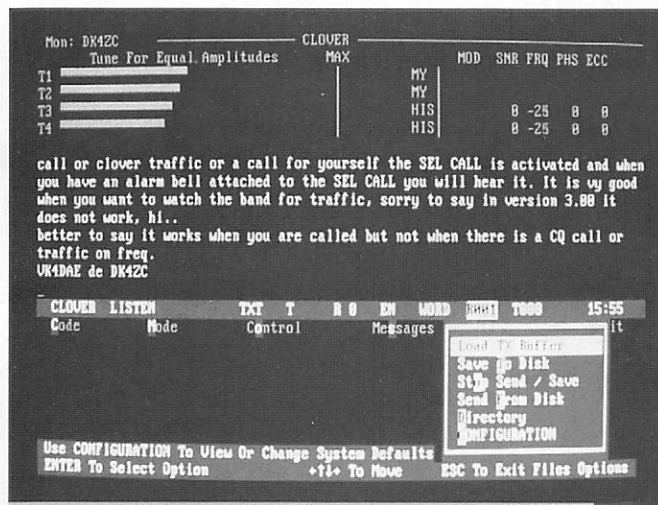 Mon: DK4ZC CLOVER
Tune For Equal Amplitudes MAX MOD SNR FRQ PHS ECC
T1 MY
T2 MY
T3 HIS 0 -25 0 0
T4 HIS 0 -25 0 0
call or clover traffic or a call for yourself the SEL CALL is activated and when
you have an alarm bell attached to the SEL CALL you will hear it. It is vy good
when you want to watch the band for traffic, sorry to say in version 3.00 it
does not work, hi..
better to say it works when you are called but not when there is a CQ call or
traffic on freq.
VK4DAE de DK4ZC
CLOVER LISTEN TXT T R 0 EN WORD R001 T000 15:55
Code Mode Control Messages it
Load TX Buffer
Save To Disk
Stop Send / Save
Send From Disk
Directory
CONFIGURATION
Use CONFIGURATION To View Or Change System Defaults
ENTER To Select Option ←↑↓→ To Move ESC To Exit Files Options